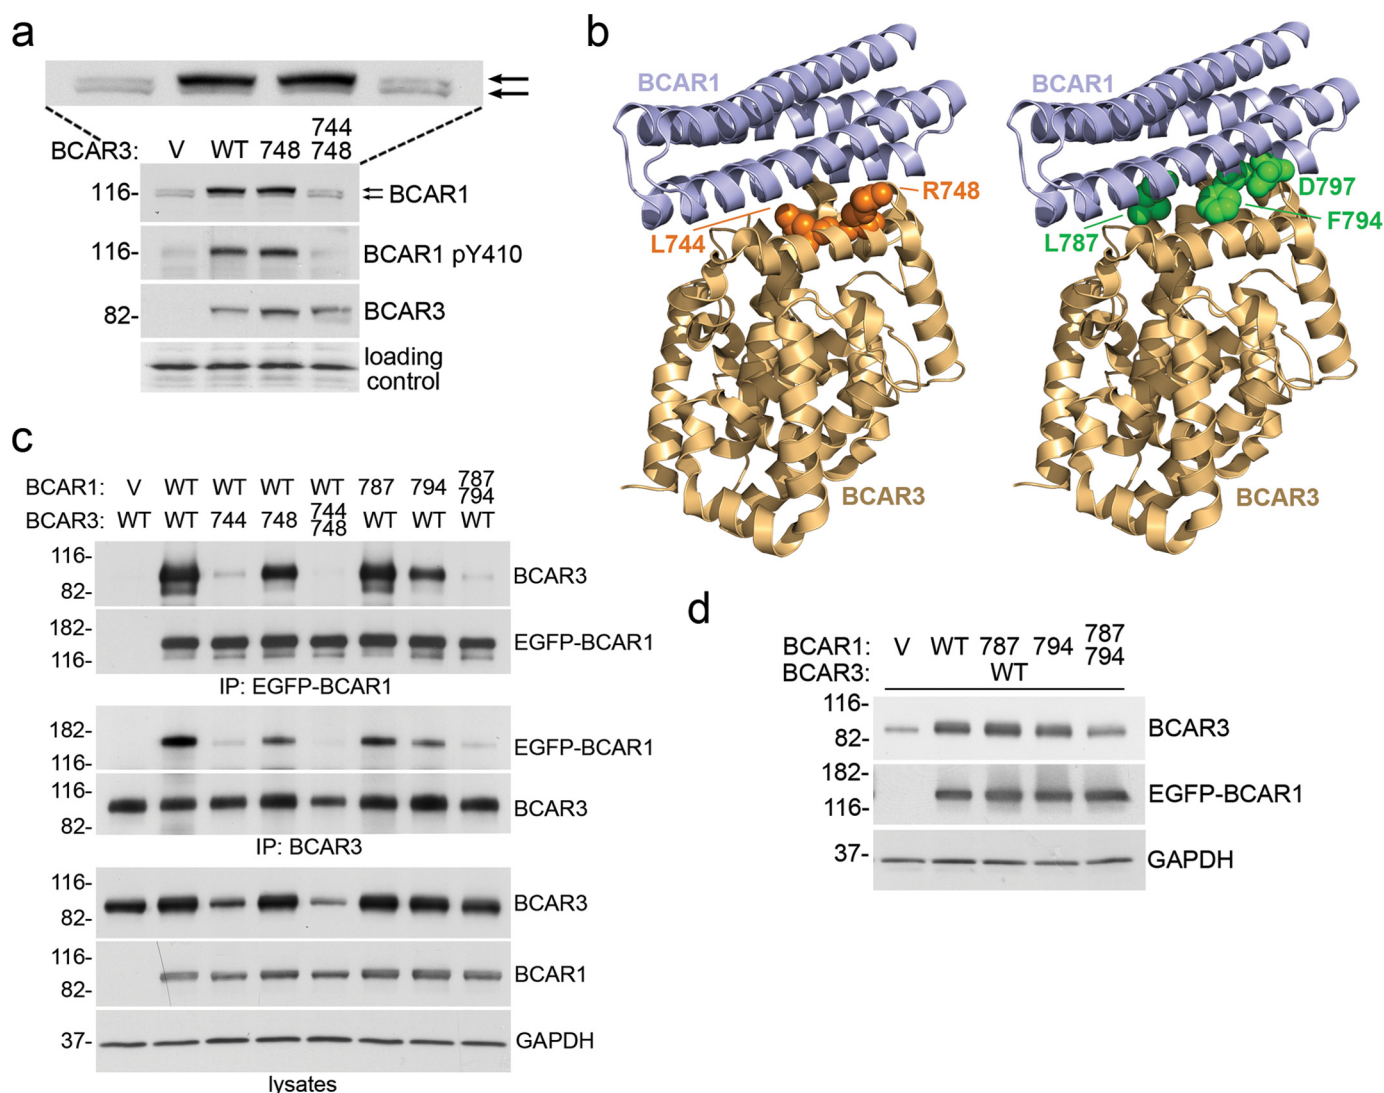 a
BCAR3: V WT 748 744
748
116- BCAR1
116- BCAR1 pY410
82- BCAR3
loading
control
b
BCAR1
R748
L744
BCAR3
BCAR1
D797
F794
L787
BCAR3
c
BCAR1: V WT WT WT WT 787 794 787
794
BCAR3: WT WT 744 748 744
748 WT WT WT
116-
82- BCAR3
182-
116- EGFP-BCAR1
IP: EGFP-BCAR1
182-
116- EGFP-BCAR1
116-
82- BCAR3
IP: BCAR3
116-
82- BCAR3
116-
82- BCAR1
37- GAPDH
lysates
d
BCAR1: V WT 787 794 787
794
BCAR3: WT
116-
82- BCAR3
182-
116- EGFP-BCAR1
37- GAPDH